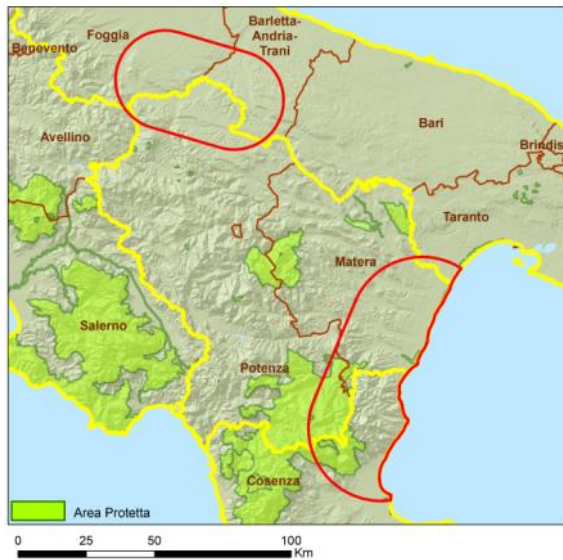 Barletta-
Andria-
Trani
Foggia
Benevento
Bari
Avellino
Brindis
Taranto
Matera
Salerno
Potenza
Cosenza
Area Protetta
0 25 50 100
Km